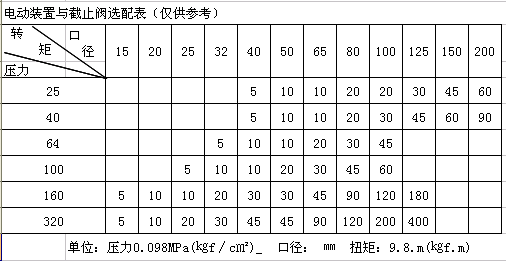 电动装置与截止阀选配表（仅供参考）
转矩 口径 压力 15 20 25 32 40 50 65 80 100 125 150 200
25 5 10 10 20 20 30 45 60
40 5 10 10 20 30 45 60 90
64 5 10 10 20 30 45
100 5 10 10 20 30 45 60
160 5 10 10 20 30 30 45 90 120 180
320 5 10 20 30 45 45 90 120 200 400
单位：压力0.098MPa(kgf／cm²)_ 口径： mm 扭矩：9.8.m(kgf.m)